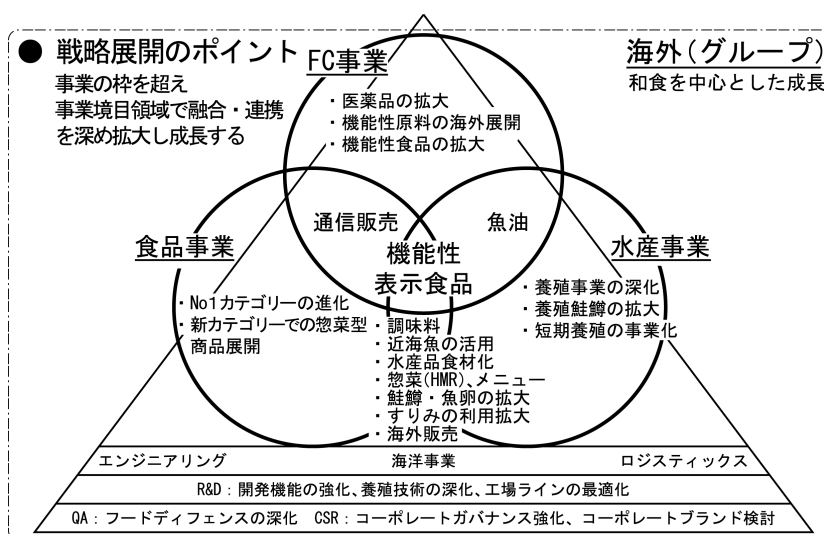 ● 戦略展開のポイント
事業の枠を超え
事業境目領域で融合・連携
を深め拡大し成長する
海外(グループ)
和食を中心とした成長
FC事業
・医薬品の拡大
・機能性原料の海外展開
・機能性食品の拡大
通信販売
魚油
食品事業
機能性
表示食品
水産事業
・No1カテゴリーの進化
・新カテゴリーでの惣菜型
商品展開
・養殖事業の深化
・養殖鮭鱒の拡大
・短期養殖の事業化
・調味料
・近海魚の活用
・水産品食材化
・惣菜(HMR)、メニュー
・鮭鱒・魚卵の拡大
・すりみの利用拡大
・海外販売
エンジニアリング 海洋事業 ロジスティックス
R&D：開発機能の強化、養殖技術の深化、工場ラインの最適化
QA：フードディフェンスの深化 CSR：コーポレートガバナンス強化、コーポレートブランド検討